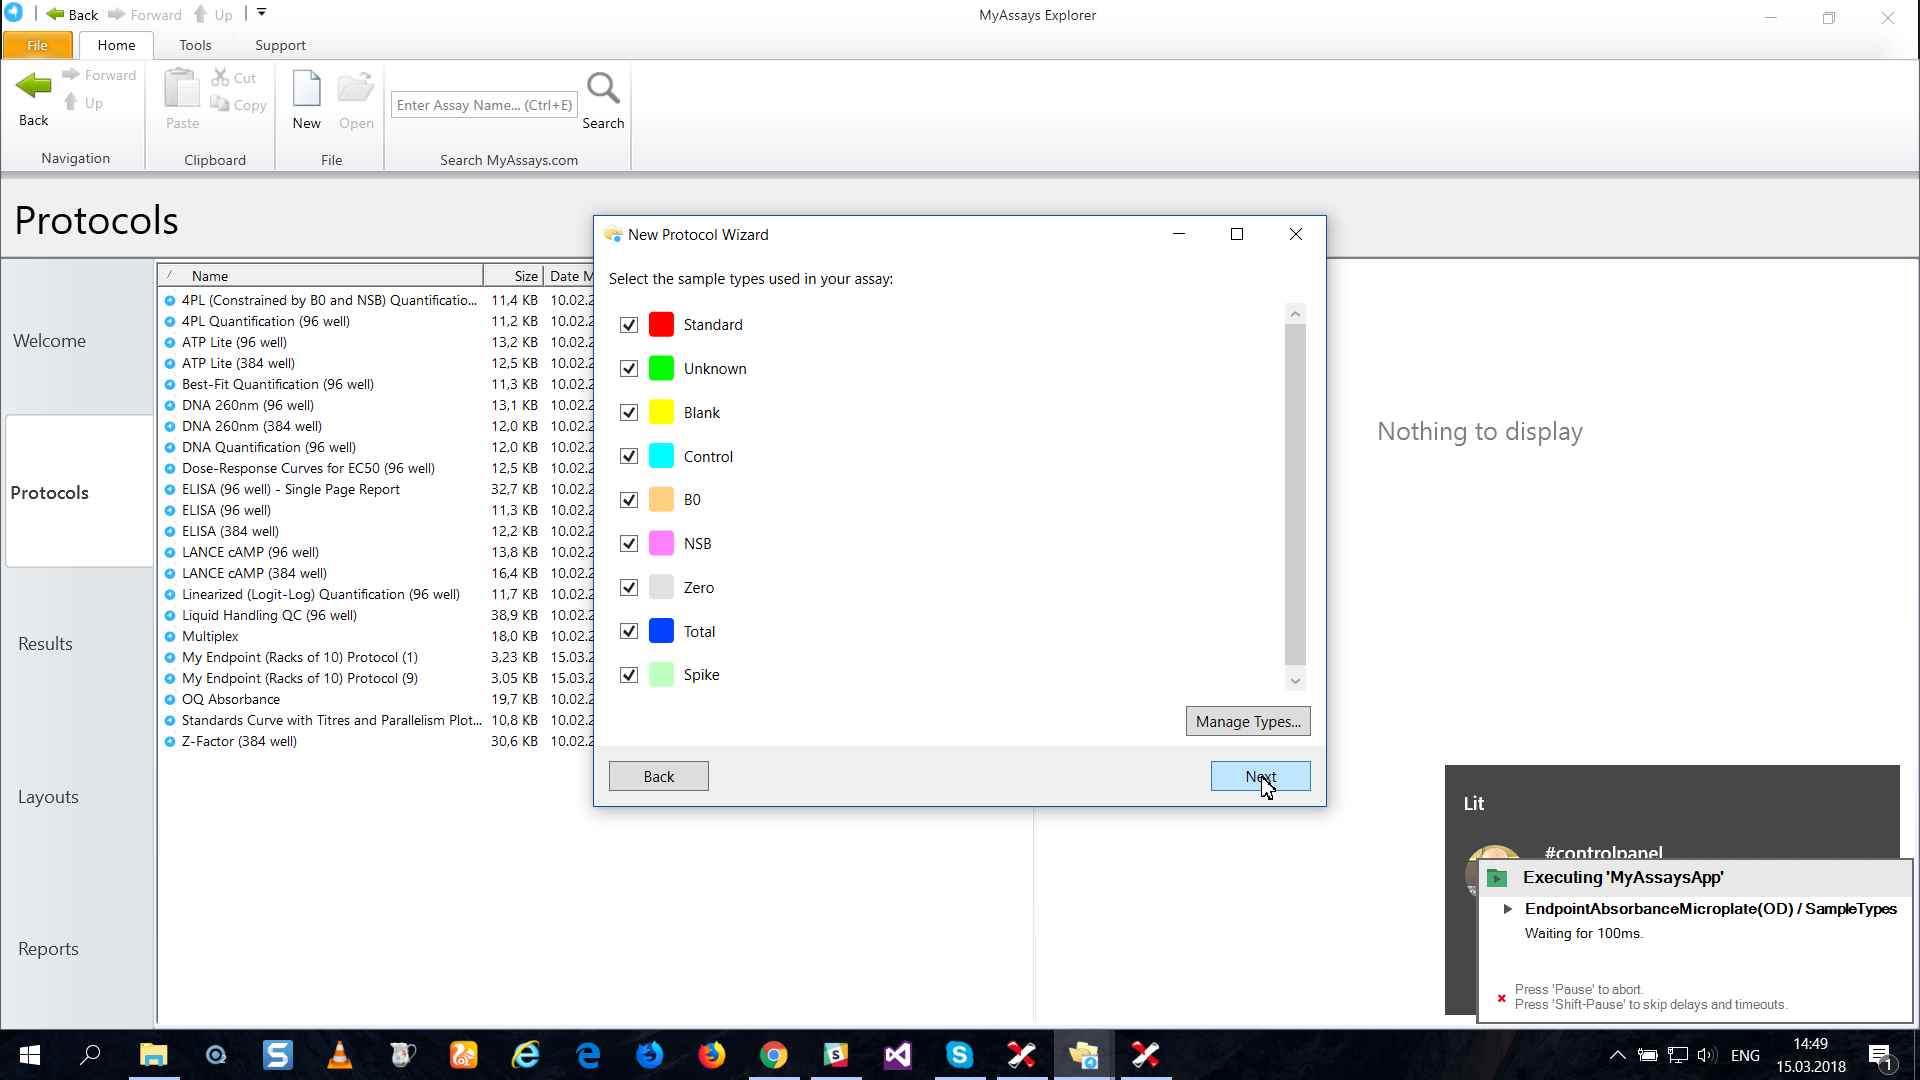 Back Forward Up
MyAssays Explorer
File Home Tools Support
Back
Forward
Up
Navigation
Paste
Cut
Copy
Clipboard
New
Open
File
Enter Assay Name... (Ctrl+E)
Search
Search MyAssays.com
Protocols
Welcome
Protocols
Results
Layouts
Reports
Name Size Date M
4PL (Constrained by B0 and NSB) Quantificatio... 11,4 KB 10.02.2
4PL Quantification (96 well) 11,2 KB 10.02.2
ATP Lite (96 well) 13,2 KB 10.02.2
ATP Lite (384 well) 12,5 KB 10.02.2
Best-Fit Quantification (96 well) 11,3 KB 10.02.2
DNA 260nm (96 well) 13,1 KB 10.02.2
DNA 260nm (384 well) 12,0 KB 10.02.2
DNA Quantification (96 well) 12,0 KB 10.02.2
Dose-Response Curves for EC50 (96 well) 12,5 KB 10.02.2
ELISA (96 well) - Single Page Report 32,7 KB 10.02.2
ELISA (96 well) 11,3 KB 10.02.2
ELISA (384 well) 12,2 KB 10.02.2
LANCE cAMP (96 well) 13,8 KB 10.02.2
LANCE cAMP (384 well) 16,4 KB 10.02.2
Linearized (Logit-Log) Quantification (96 well) 11,7 KB 10.02.2
Liquid Handling QC (96 well) 38,9 KB 10.02.2
Multiplex 18,0 KB 10.02.2
My Endpoint (Racks of 10) Protocol (1) 3,23 KB 15.03.2
My Endpoint (Racks of 10) Protocol (9) 3,05 KB 15.03.2
OQ Absorbance 19,7 KB 10.02.2
Standards Curve with Titres and Parallelism Plot... 10,8 KB 10.02.2
Z-Factor (384 well) 30,6 KB 10.02.2
New Protocol Wizard
Select the sample types used in your assay:
Standard
Unknown
Blank
Control
B0
NSB
Zero
Total
Spike
Manage Types...
Back
Next
Nothing to display
Lit
#controlpanel
Executing 'MyAssaysApp'
EndpointAbsorbanceMicroplate(OD) / SampleTypes
Waiting for 100ms.
Press 'Pause' to abort.
Press 'Shift-Pause' to skip delays and timeouts.
ENG
14:49
15.03.2018
1